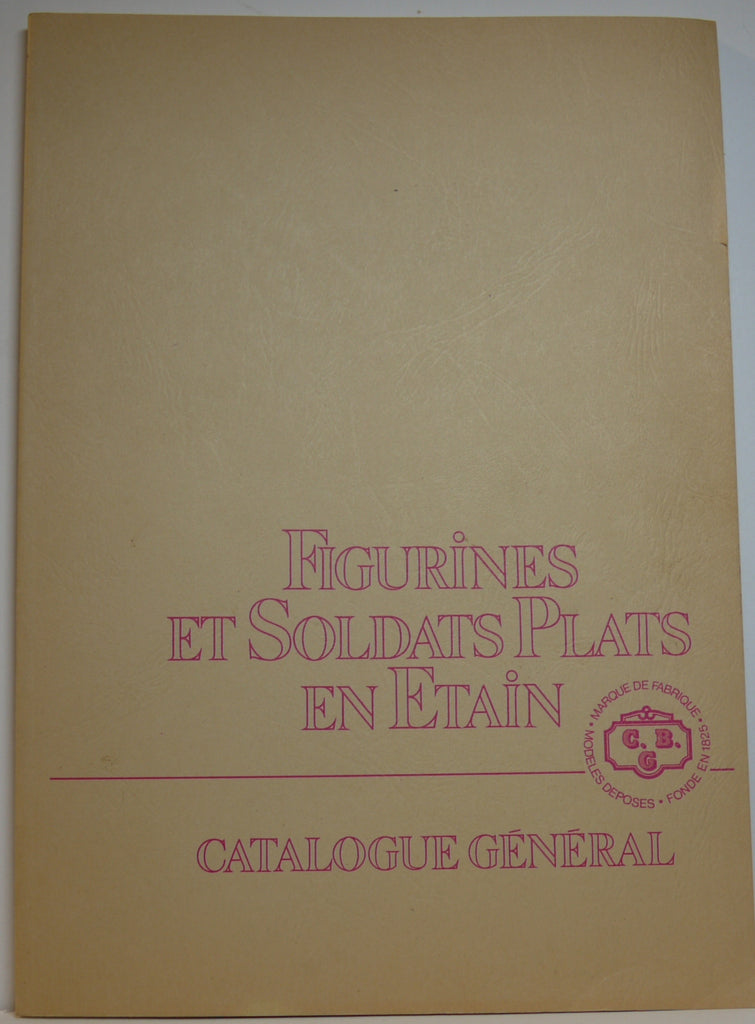 FIGURINES
ET SOLDATS PLATS
EN ETAIN
• MARQUE DE FABRIQUE •
MODELES DEPOSES • FONDE EN 1825
C. B.
G
CATALOGUE GÉNÉRAL